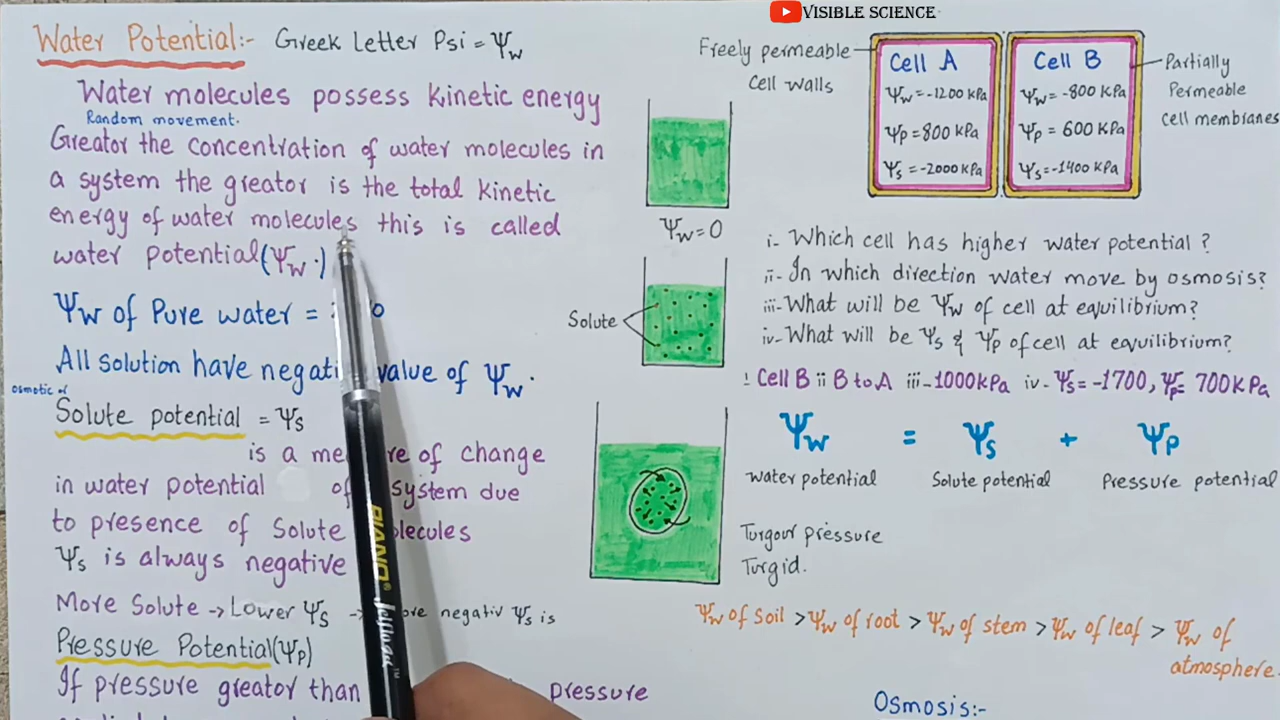 VISIBLE SCIENCE
Water Potential:- Greek Letter Psi = Ψw
Water molecules possess Kinetic energy
Random movement.
Greator the concentration of water molecules in
a system the greator is the total Kinetic
energy of water molecules this is called
water potential (Ψw.)
Ψw of Pure water =
All solution have negati value of Ψw.
osmotic
Solute potential = Ψs
is a me re of change
in water potential of system due
to presence of Solute olecules
Ψs is always negative
More Solute → Lower Ψs → ore negativ Ψs is
Pressure Potential (Ψp)
If pressure greator than pressure
Freely permeable
Cell walls
Cell A
Ψw = -1200 kPa
Ψp = 800 kPa
Ψs = -2000 kPa
Cell B
Ψw = -800 kPa
Ψp = 600 kPa
Ψs = -1400 kPa
Partially
Permeable
cell membranes
Ψw = 0
Solute
i- Which cell has higher water potential ?
ii- In which direction water move by osmosis?
iii- What will be Ψw of cell at equilibrium?
iv- What will be Ψs & Ψp of cell at equilibrium?
i Cell B ii B to A iii -1000kPa iv- Ψs = -1700, Ψp = 700KPa
Ψw = Ψs + Ψp
Water potential Solute potential Pressure potential
Turgour pressure
Turgid.
Ψw of Soil > Ψw of root > Ψw of stem > Ψw of leaf > Ψw of
atmosphere.
Osmosis:-